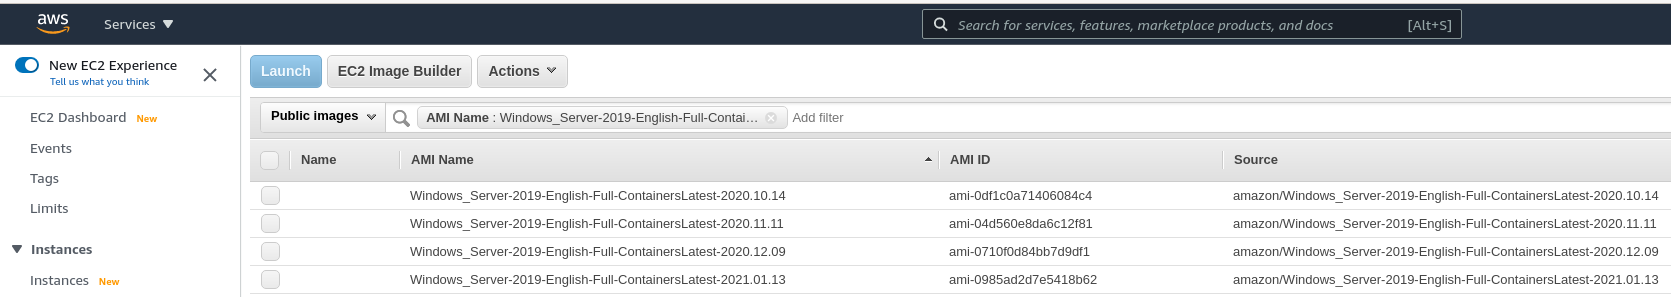 aws
Services
Search for services, features, marketplace products, and docs [Alt+S]
New EC2 Experience
Tell us what you think
EC2 Dashboard New
Events
Tags
Limits
Instances
Instances New
Launch EC2 Image Builder Actions
Public images AMI Name : Windows_Server-2019-English-Full-Contai… Add filter
Name AMI Name AMI ID Source
Windows_Server-2019-English-Full-ContainersLatest-2020.10.14 ami-0df1c0a71406084c4 amazon/Windows_Server-2019-English-Full-ContainersLatest-2020.10.14
Windows_Server-2019-English-Full-ContainersLatest-2020.11.11 ami-04d560e8da6c12f81 amazon/Windows_Server-2019-English-Full-ContainersLatest-2020.11.11
Windows_Server-2019-English-Full-ContainersLatest-2020.12.09 ami-0710f0d84bb7d9df1 amazon/Windows_Server-2019-English-Full-ContainersLatest-2020.12.09
Windows_Server-2019-English-Full-ContainersLatest-2021.01.13 ami-0985ad2d7e5418b62 amazon/Windows_Server-2019-English-Full-ContainersLatest-2021.01.13